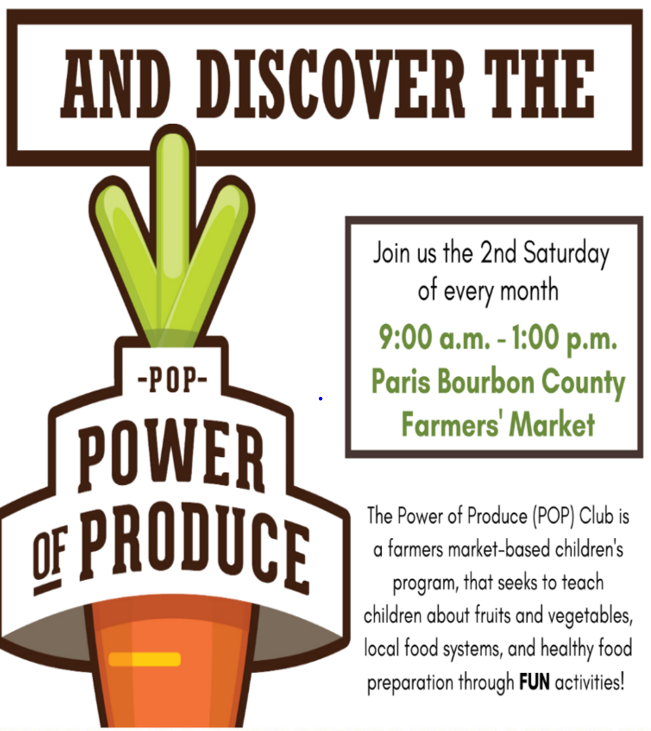 AND DISCOVER THE
-POP-
POWER
OF PRODUCE
Join us the 2nd Saturday
of every month
9:00 a.m. - 1:00 p.m.
Paris Bourbon County
Farmers' Market
The Power of Produce (POP) Club is
a farmers market-based children's
program, that seeks to teach
children about fruits and vegetables,
local food systems, and healthy food
preparation through FUN activities!